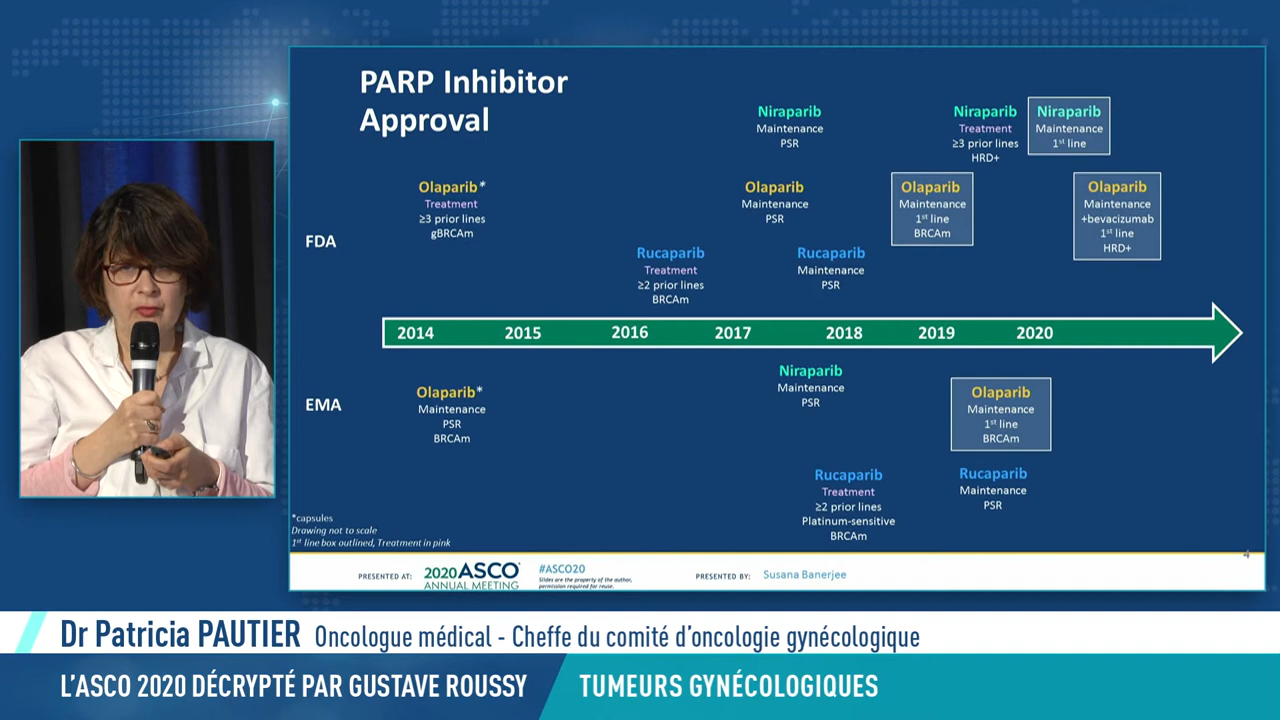 PARP Inhibitor
Approval
Niraparib
Maintenance
PSR
Niraparib
Treatment
≥3 prior lines
HRD+
Niraparib
Maintenance
1st line
FDA
Olaparib*
Treatment
≥3 prior lines
gBRCAm
Olaparib
Maintenance
PSR
Olaparib
Maintenance
1st line
BRCAm
Olaparib
Maintenance
+bevacizumab
1st line
HRD+
Rucaparib
Treatment
≥2 prior lines
BRCAm
Rucaparib
Maintenance
PSR
2014 2015 2016 2017 2018 2019 2020
EMA
Olaparib*
Maintenance
PSR
BRCAm
Niraparib
Maintenance
PSR
Olaparib
Maintenance
1st line
BRCAm
Rucaparib
Treatment
≥2 prior lines
Platinum-sensitive
BRCAm
Rucaparib
Maintenance
PSR
*capsules
Drawing not to scale
1st line box outlined, Treatment in pink
4
PRESENTED AT:
2020 ASCO
ANNUAL MEETING
#ASCO20
Slides are the property of the author,
permission required for reuse.
PRESENTED BY: Susana Banerjee
Dr Patricia PAUTIER Oncologue médical - Cheffe du comité d'oncologie gynécologique
L'ASCO 2020 DÉCRYPTÉ PAR GUSTAVE ROUSSY TUMEURS GYNÉCOLOGIQUES